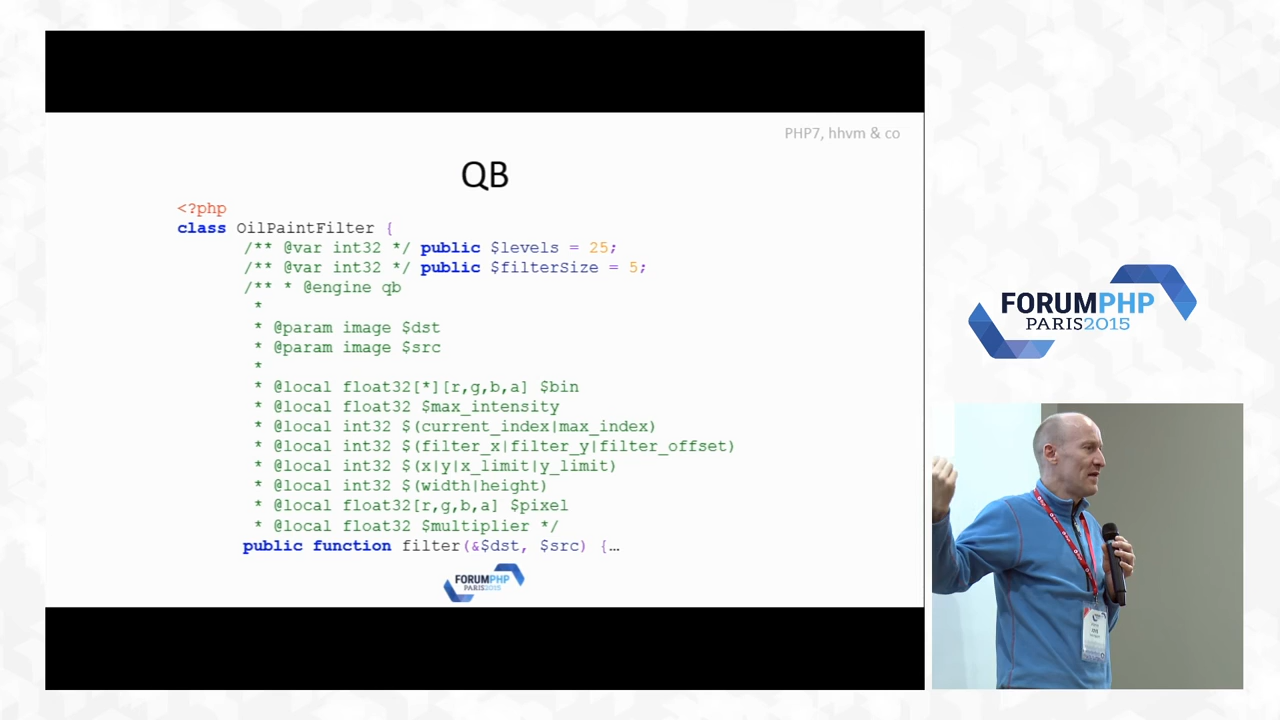 PHP7, hhvm & co
QB
<?php
class OilPaintFilter {
/** @var int32 */ public $levels = 25;
/** @var int32 */ public $filterSize = 5;
/** * @engine qb
*
* @param image $dst
* @param image $src
*
* @local float32[*][r,g,b,a] $bin
* @local float32 $max_intensity
* @local int32 $(current_index|max_index)
* @local int32 $(filter_x|filter_y|filter_offset)
* @local int32 $(x|y|x_limit|y_limit)
* @local int32 $(width|height)
* @local float32[r,g,b,a] $pixel
* @local float32 $multiplier */
public function filter(&$dst, $src) {…
FORUMPHP
PARIS2015
FORUMPHP
PARIS2015